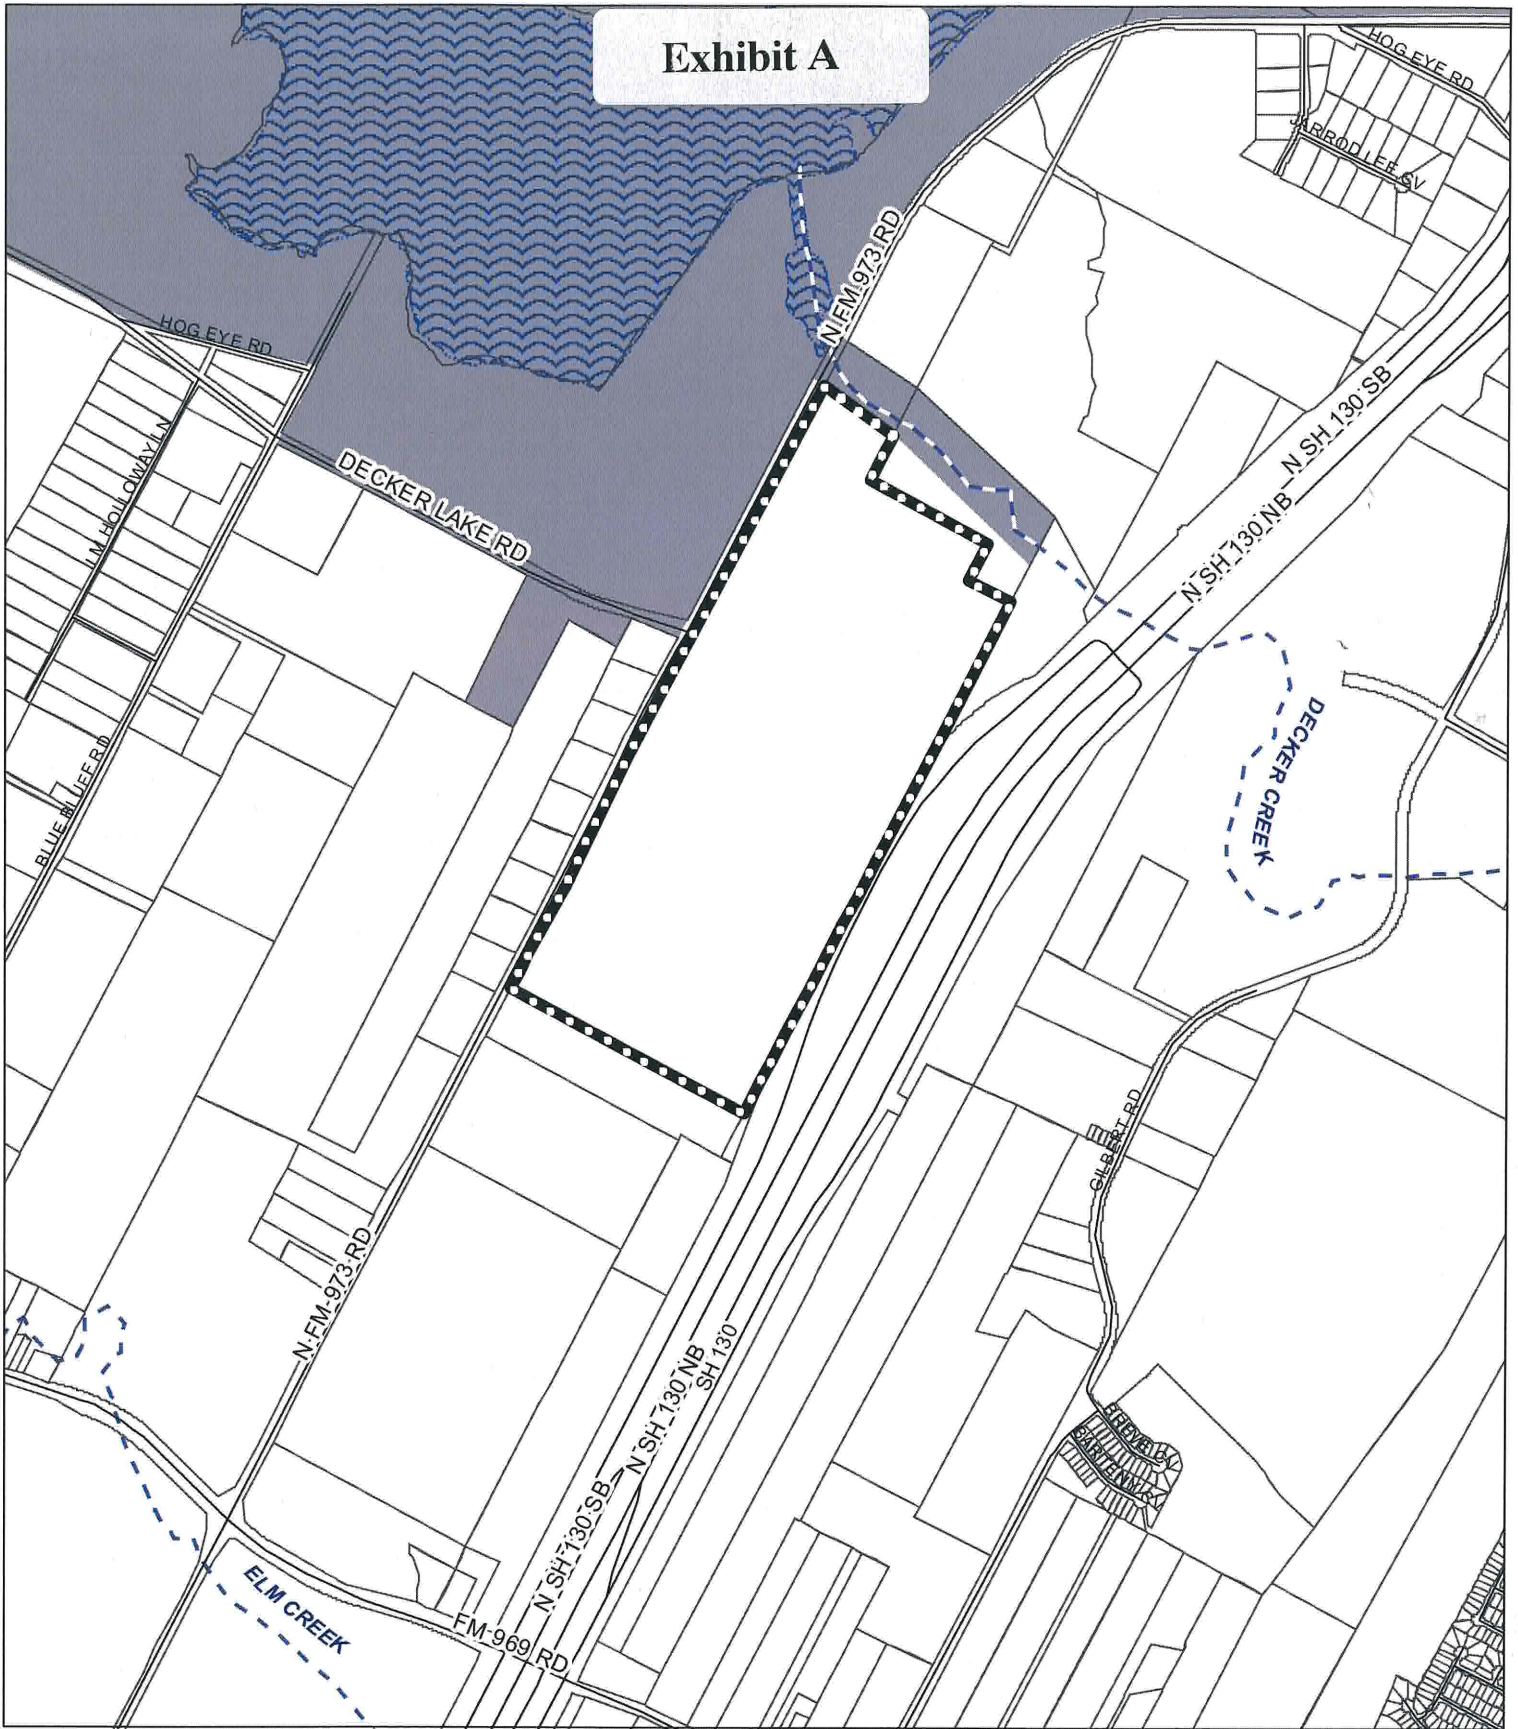 Exhibit A
HOG EYE RD
JARROD LEE CV
N FM 973 RD
HOG EYE RD
N SH 130 SB
DECKER LAKE RD
N SH 130 NB
DECKER CREEK
BLUE BLUFF RD
GILBERT RD
N FM 973 RD
SH 130
N SH 130 NB
N SH 130 SB
ELM CREEK
FM 969 RD